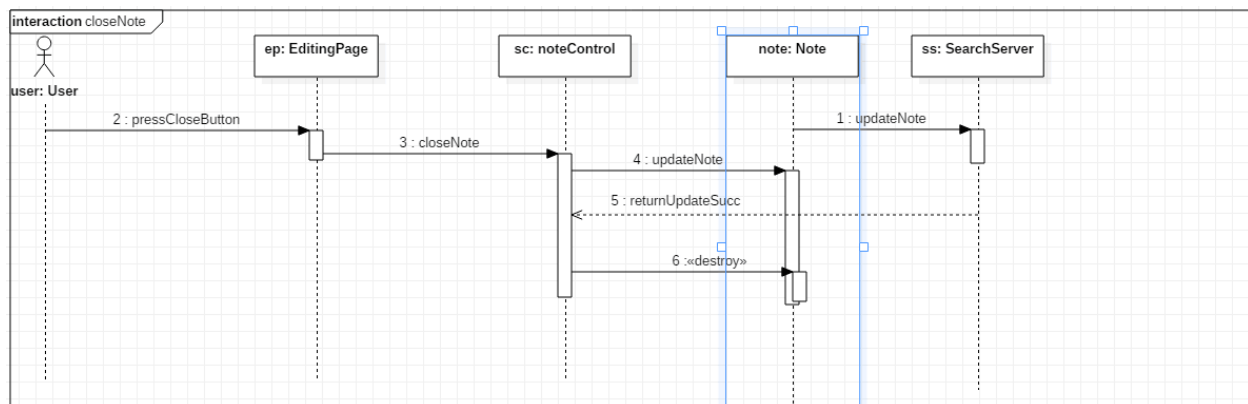 interaction closeNote
ep: EditingPage
sc: noteControl
note: Note
ss: SearchServer
user: User
2 : pressCloseButton
1 : updateNote
3 : closeNote
4 : updateNote
5 : returnUpdateSucc
6 :«destroy»